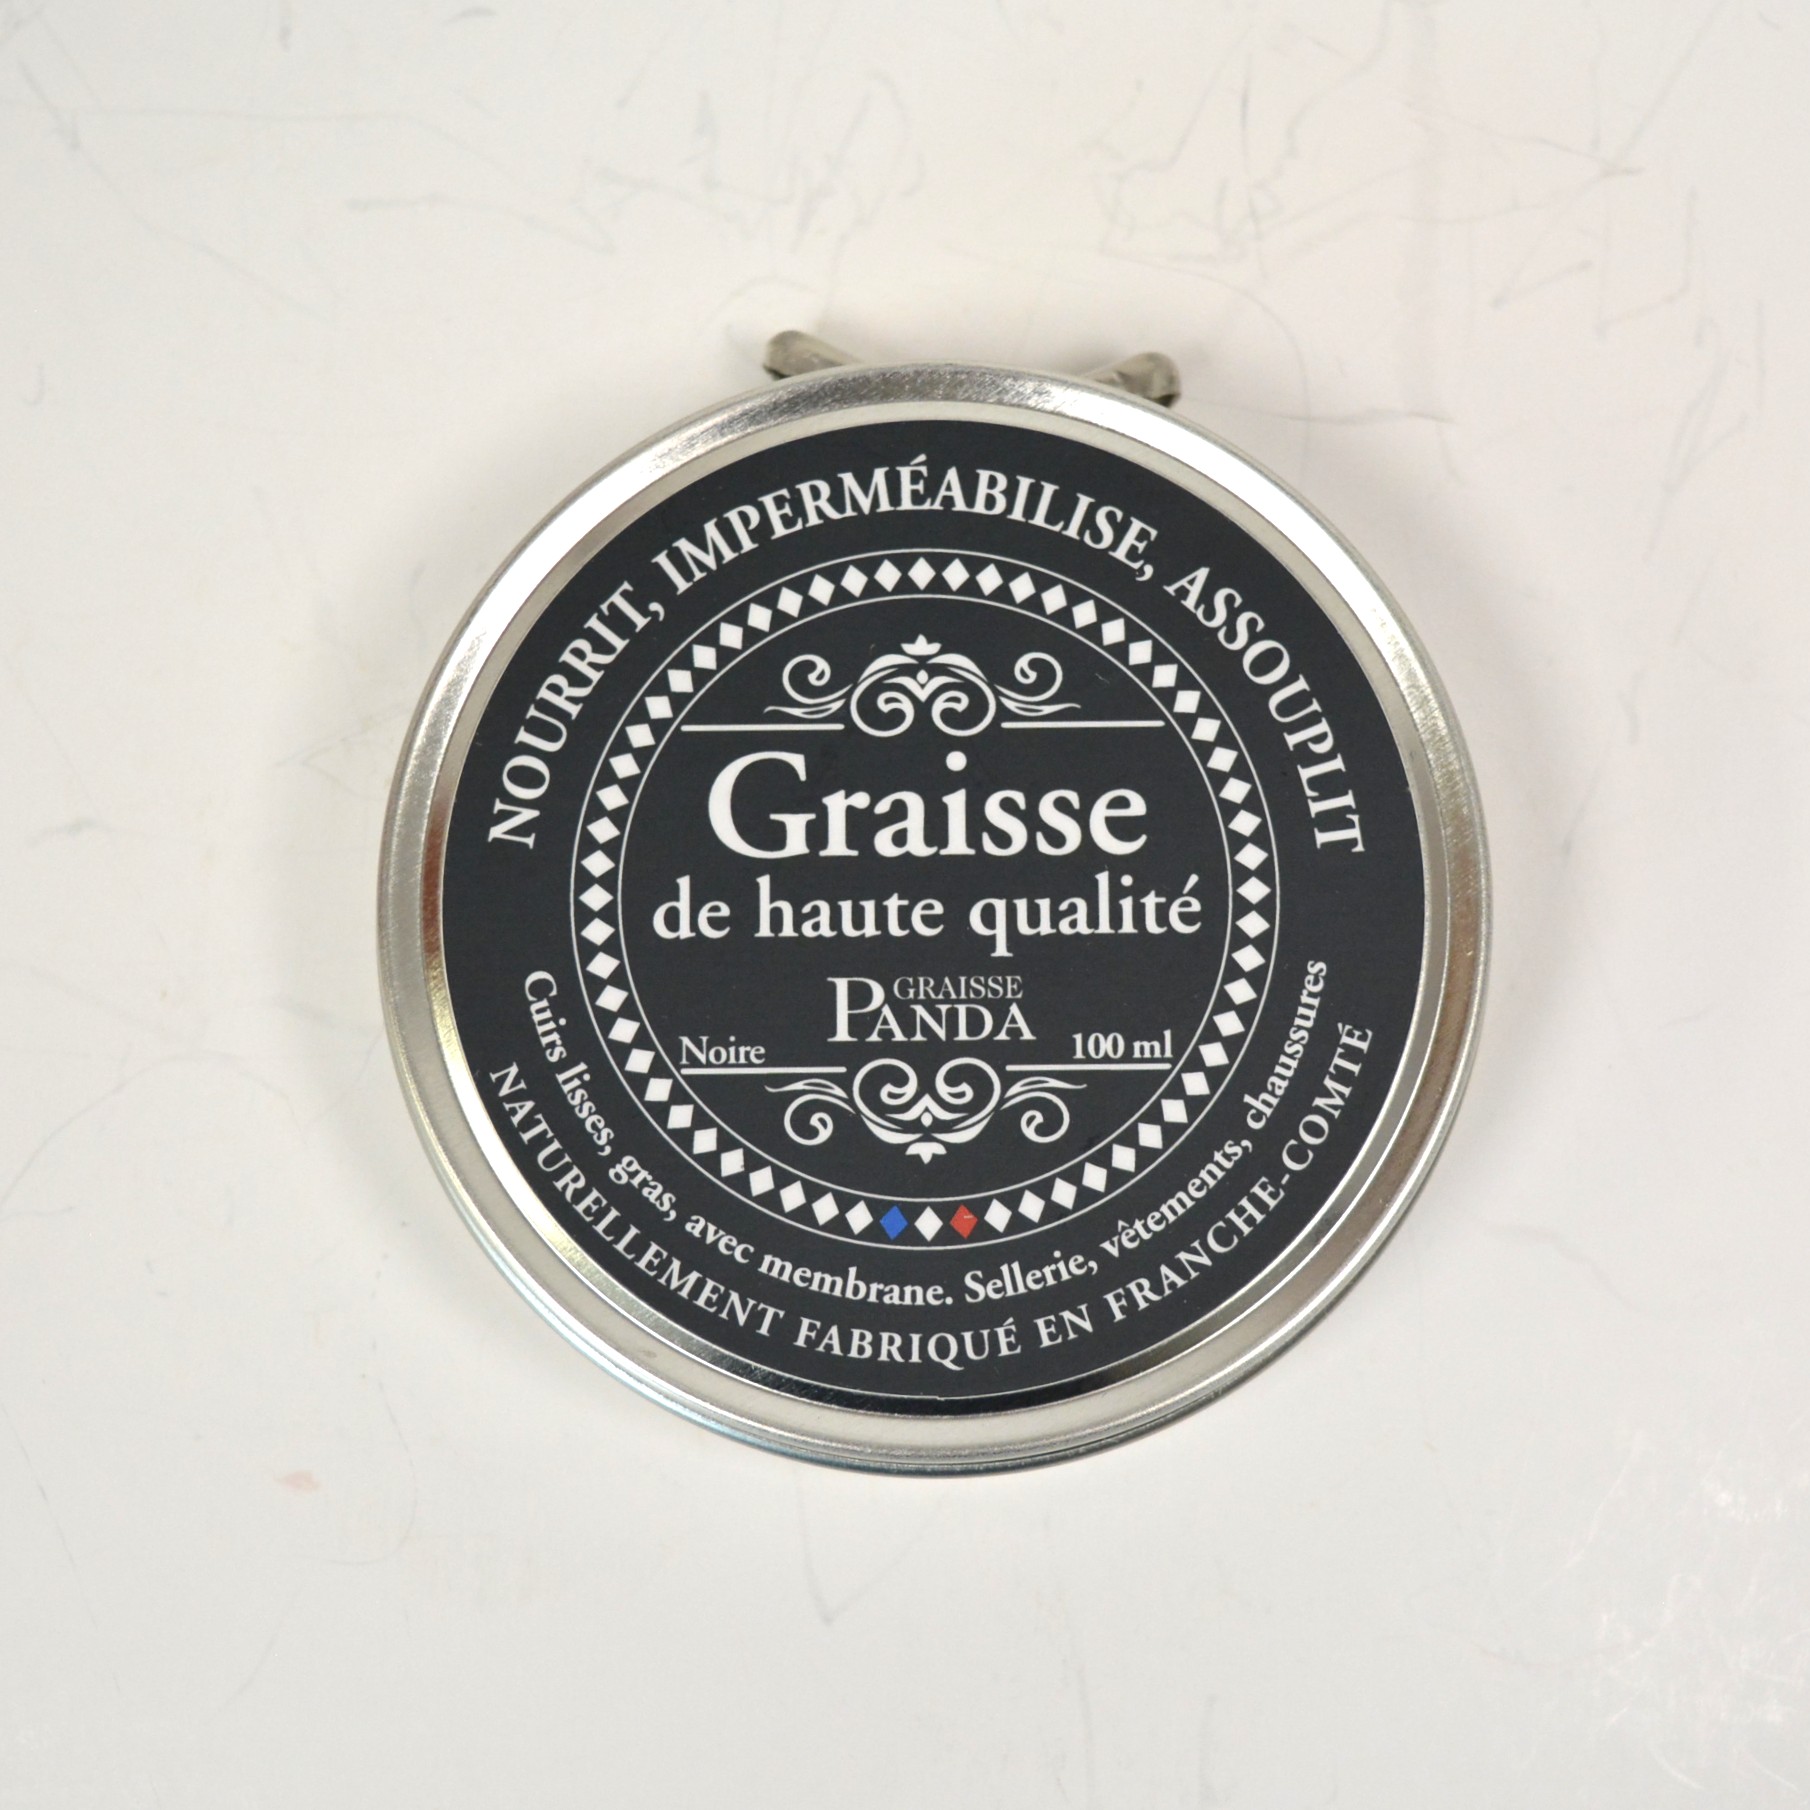 NOURRIT, IMPERMÉABILISE, ASSOUPLIT
Graisse
de haute qualité
GRAISSE
PANDA
Noire
100 ml
Cuirs lisses, gras, avec membrane. Sellerie, vêtements, chaussures
NATURELLEMENT FABRIQUÉ EN FRANCHE-COMTÉ